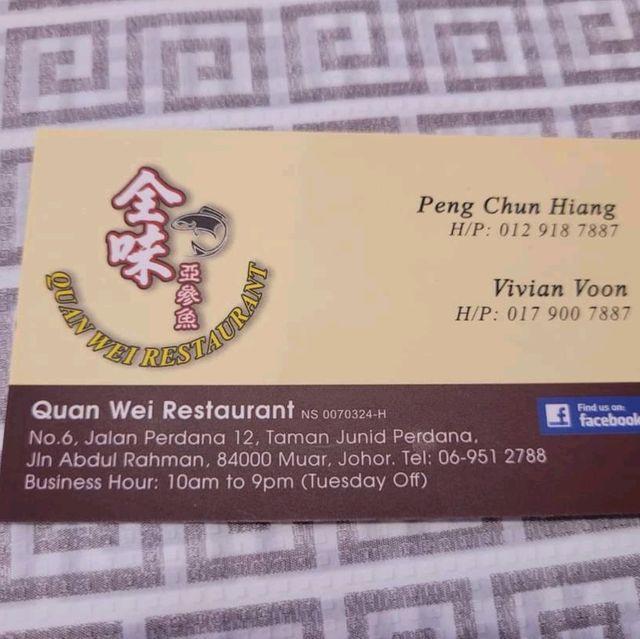 全味
亞參魚
QUAN WEI RESTAURANT
Peng Chun Hiang
H/P: 012 918 7887
Vivian Voon
H/P: 017 900 7887
Quan Wei Restaurant NS 0070324-H
No.6, Jalan Perdana 12, Taman Junid Perdana,
Jln Abdul Rahman, 84000 Muar, Johor. Tel: 06-951 2788
Business Hour: 10am to 9pm (Tuesday Off)
f Find us on:
facebook